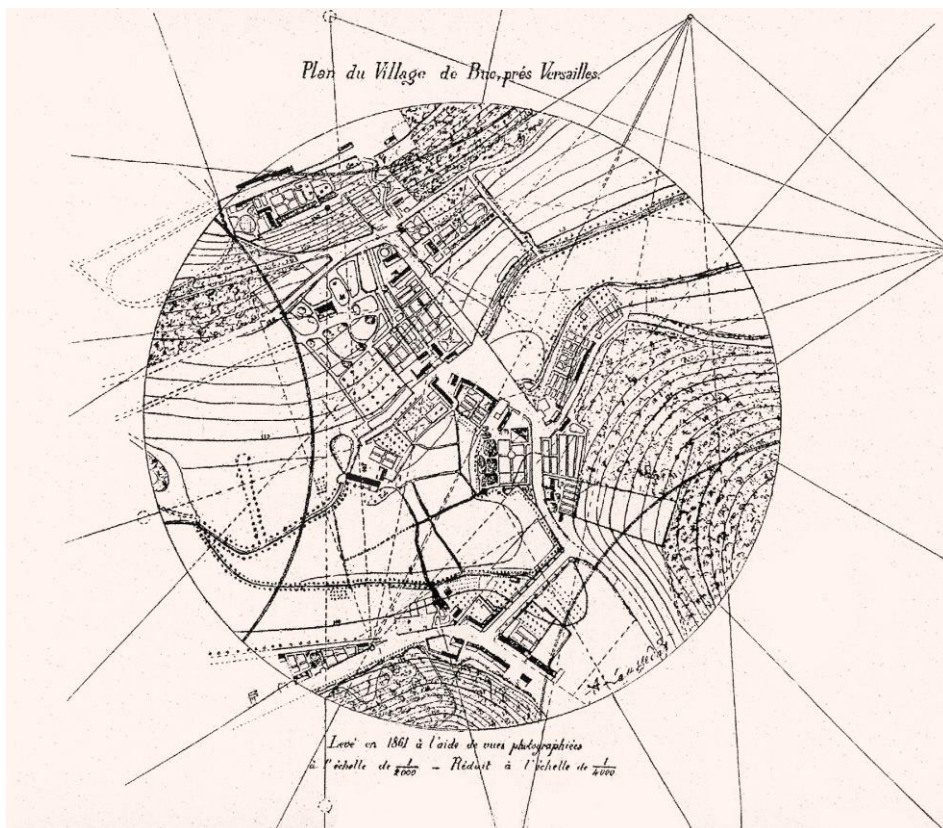 Plan du Village de Buc, prés Versailles.
Levé en 1861 à l'aide de vues photographiées
à l'échelle de 1/2000 – Réduit à l'échelle de 1/4000